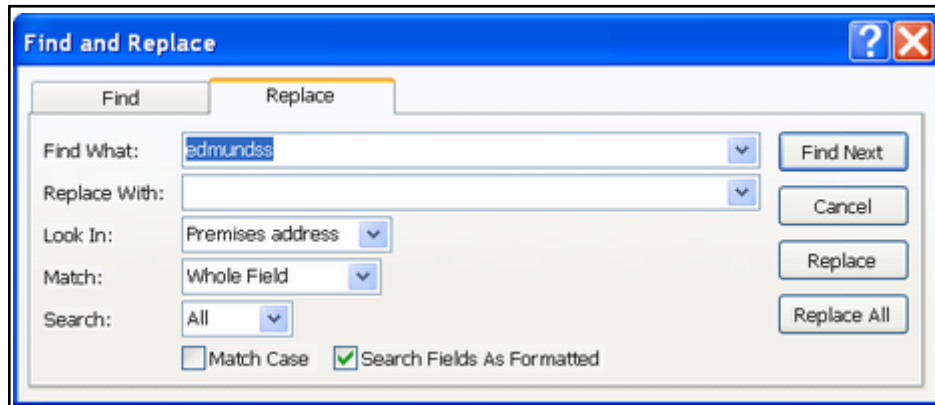 Find and Replace
Find Replace
Find What: edmundss Find Next
Replace With: Cancel
Look In: Premises address
Match: Whole Field Replace
Search: All Replace All
Match Case Search Fields As Formatted